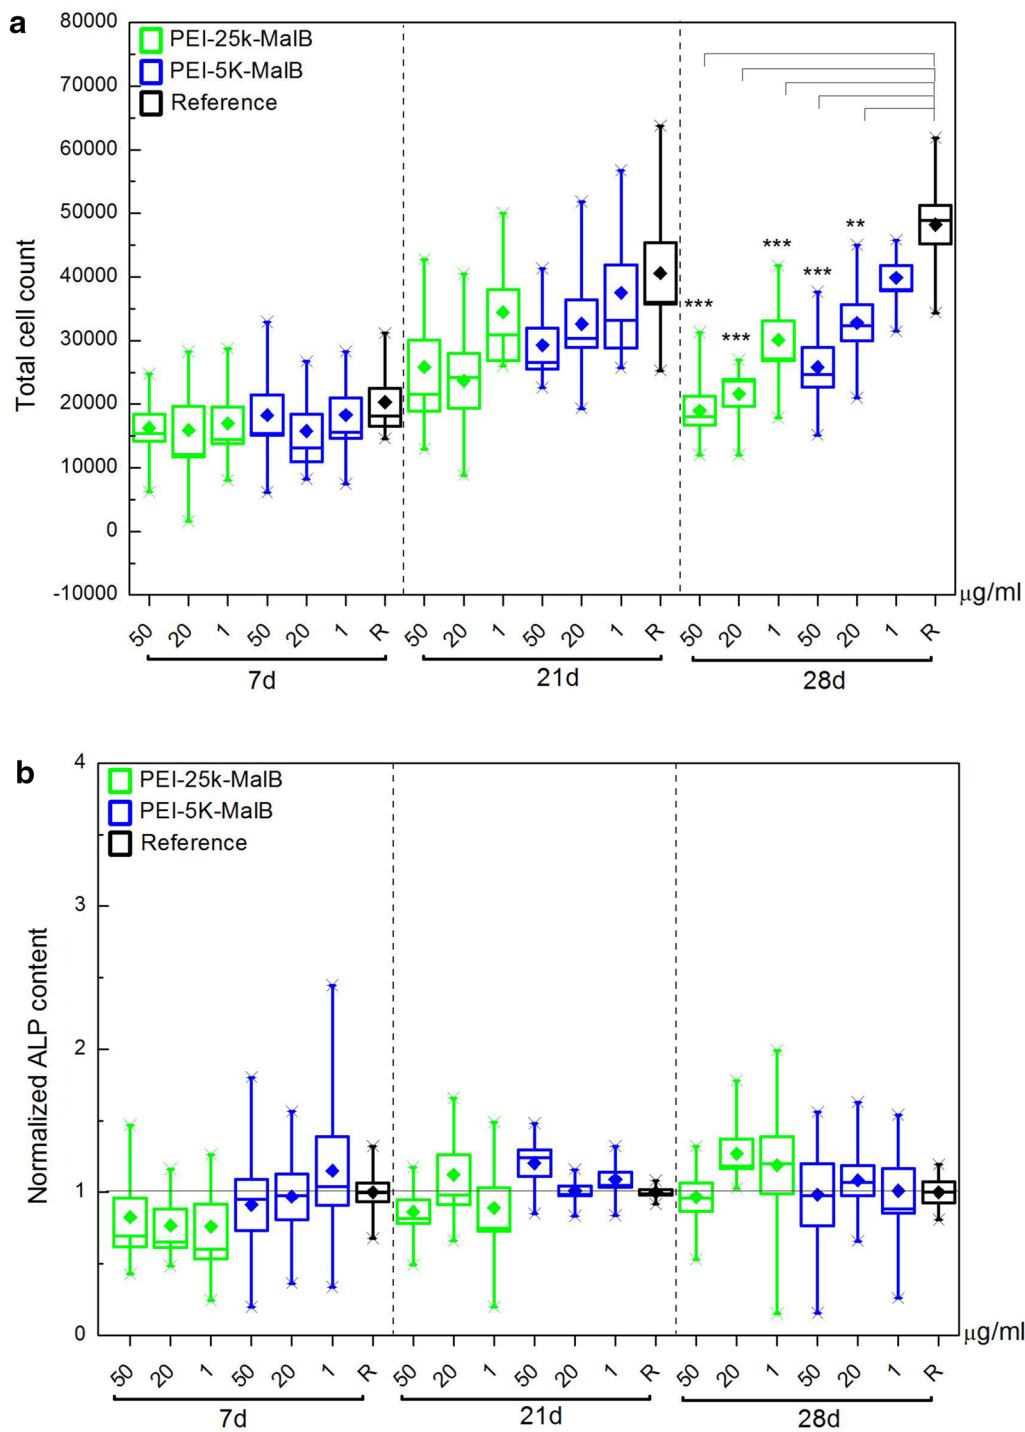 a
80000
70000
60000
50000
40000
30000
20000
10000
0
-10000
Total cell count
PEI-25k-MalB
PEI-5K-MalB
Reference
*** *** *** *** **
50 20 1 50 20 1 R 50 20 1 50 20 1 R 50 20 1 50 20 1 R
µg/ml
7d 21d 28d
b
4
3
2
1
0
Normalized ALP content
PEI-25k-MalB
PEI-5K-MalB
Reference
50 20 1 50 20 1 R 50 20 1 50 20 1 R 50 20 1 50 20 1 R
µg/ml
7d 21d 28d